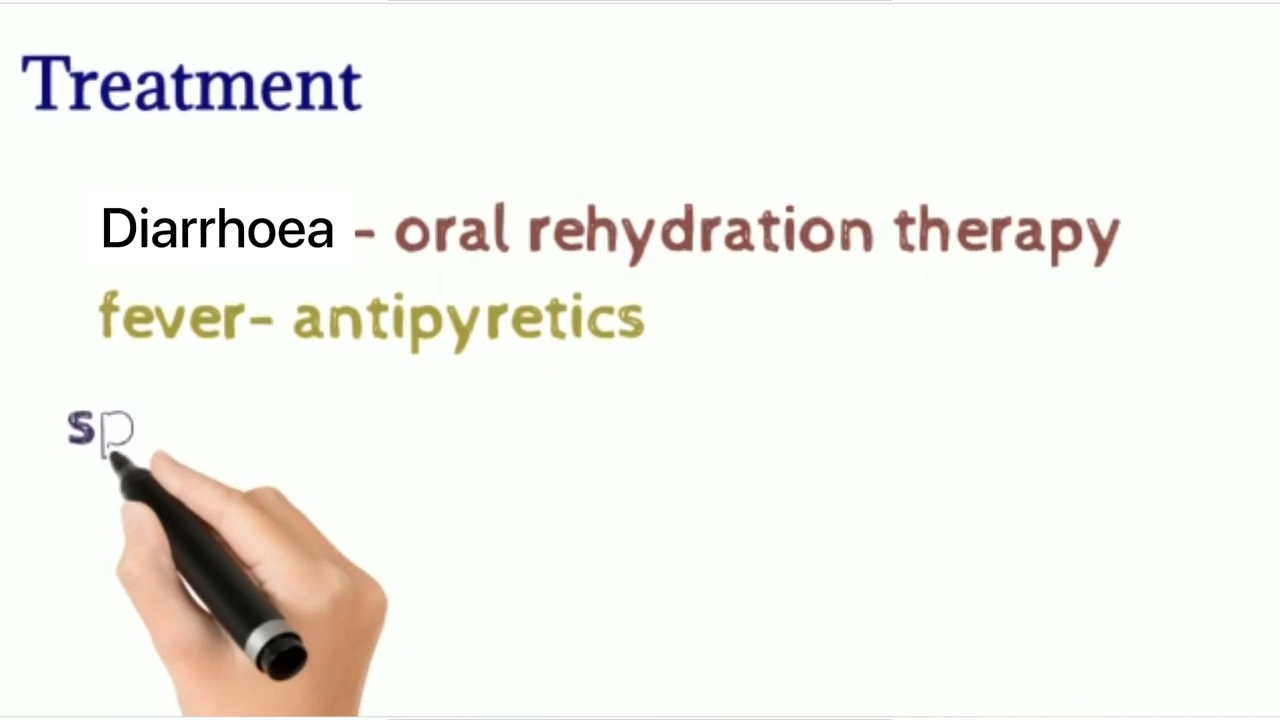 Treatment
Diarrhoea - oral rehydration therapy
fever- antipyretics
sp